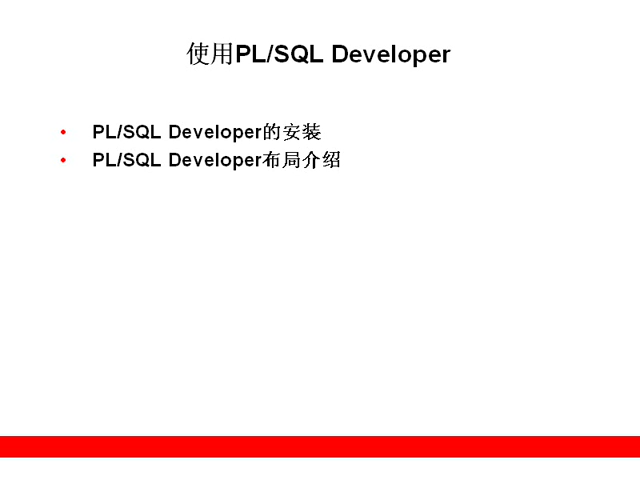 使用PL/SQL Developer
• PL/SQL Developer的安装
• PL/SQL Developer布局介绍